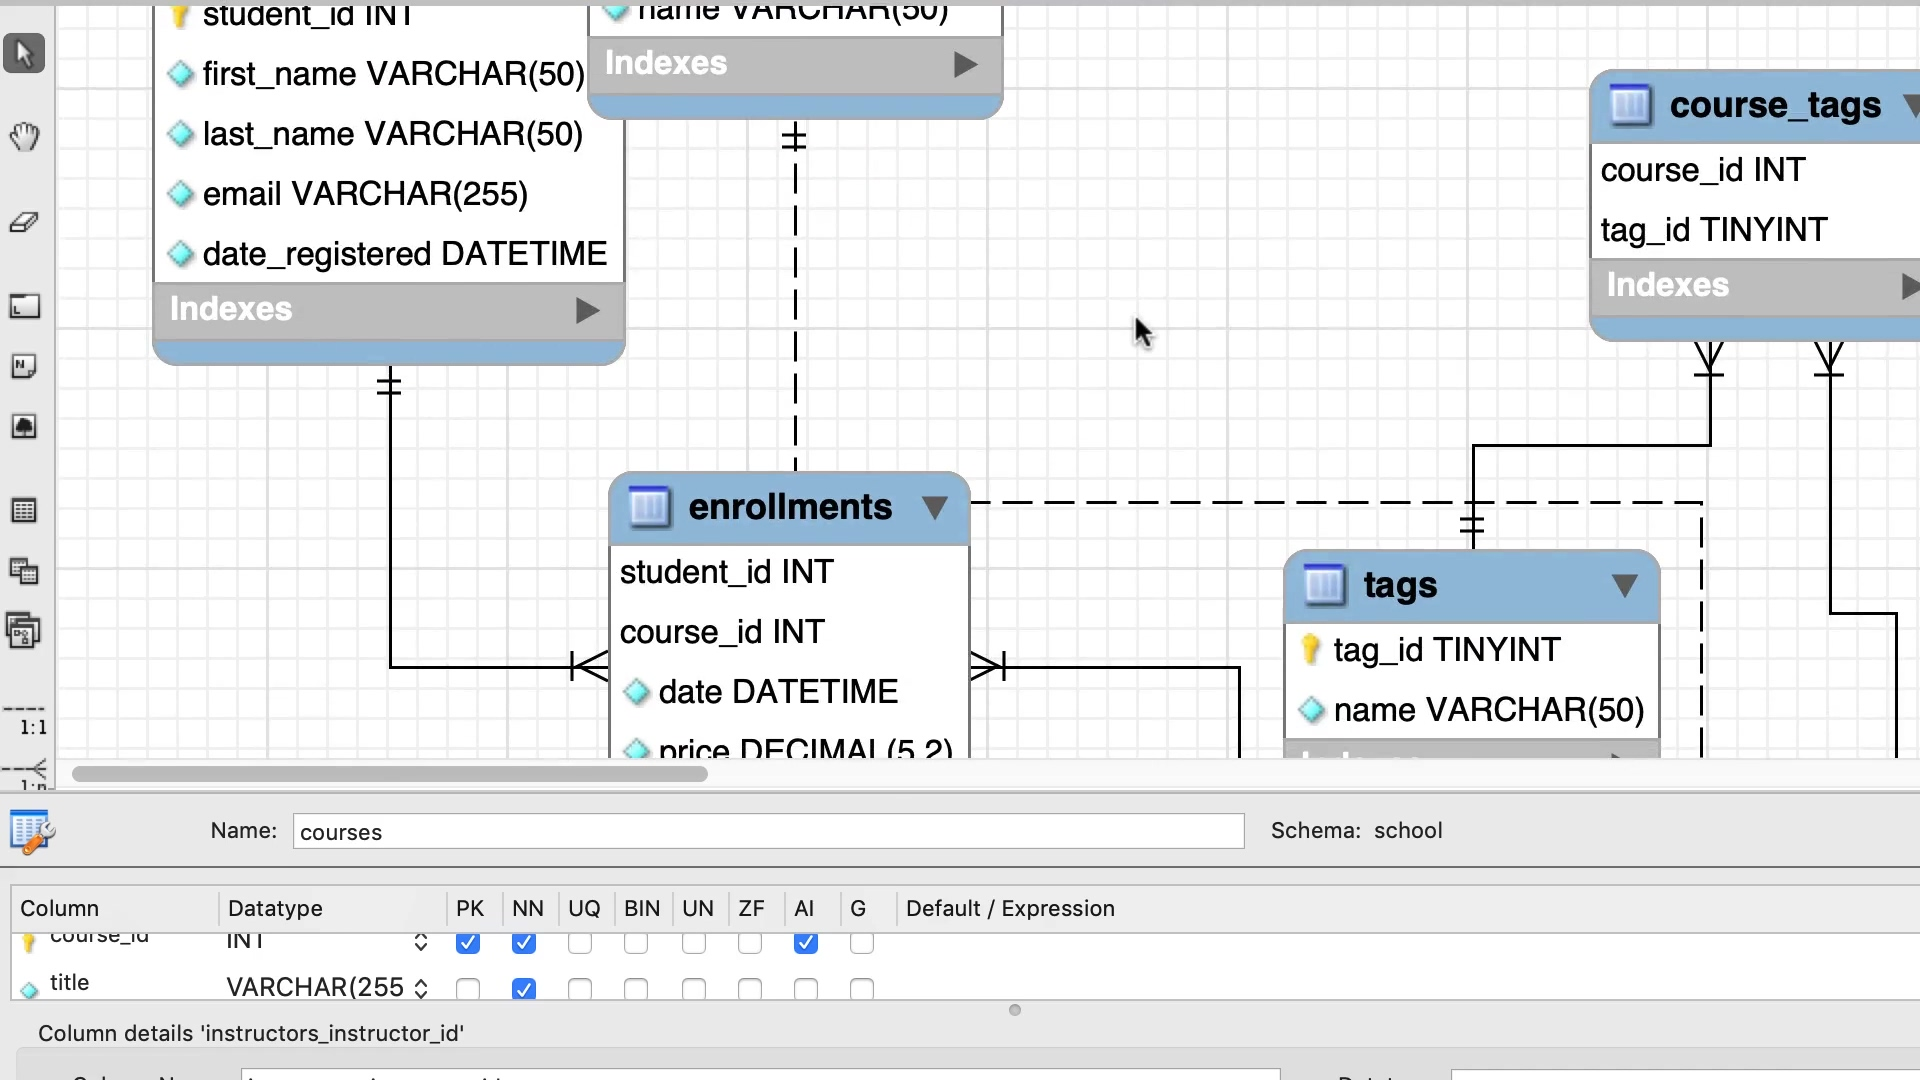 student_id INT
first_name VARCHAR(50)
last_name VARCHAR(50)
email VARCHAR(255)
date_registered DATETIME
Indexes
name VARCHAR(50)
Indexes
course_tags
course_id INT
tag_id TINYINT
Indexes
enrollments
student_id INT
course_id INT
date DATETIME
price DECIMAL(5,2)
tags
tag_id TINYINT
name VARCHAR(50)
Indexes
1:1
1:n
Name: courses
Schema: school
Column Datatype PK NN UQ BIN UN ZF AI G Default / Expression
course_id INT
title VARCHAR(255
Column details 'instructors_instructor_id'